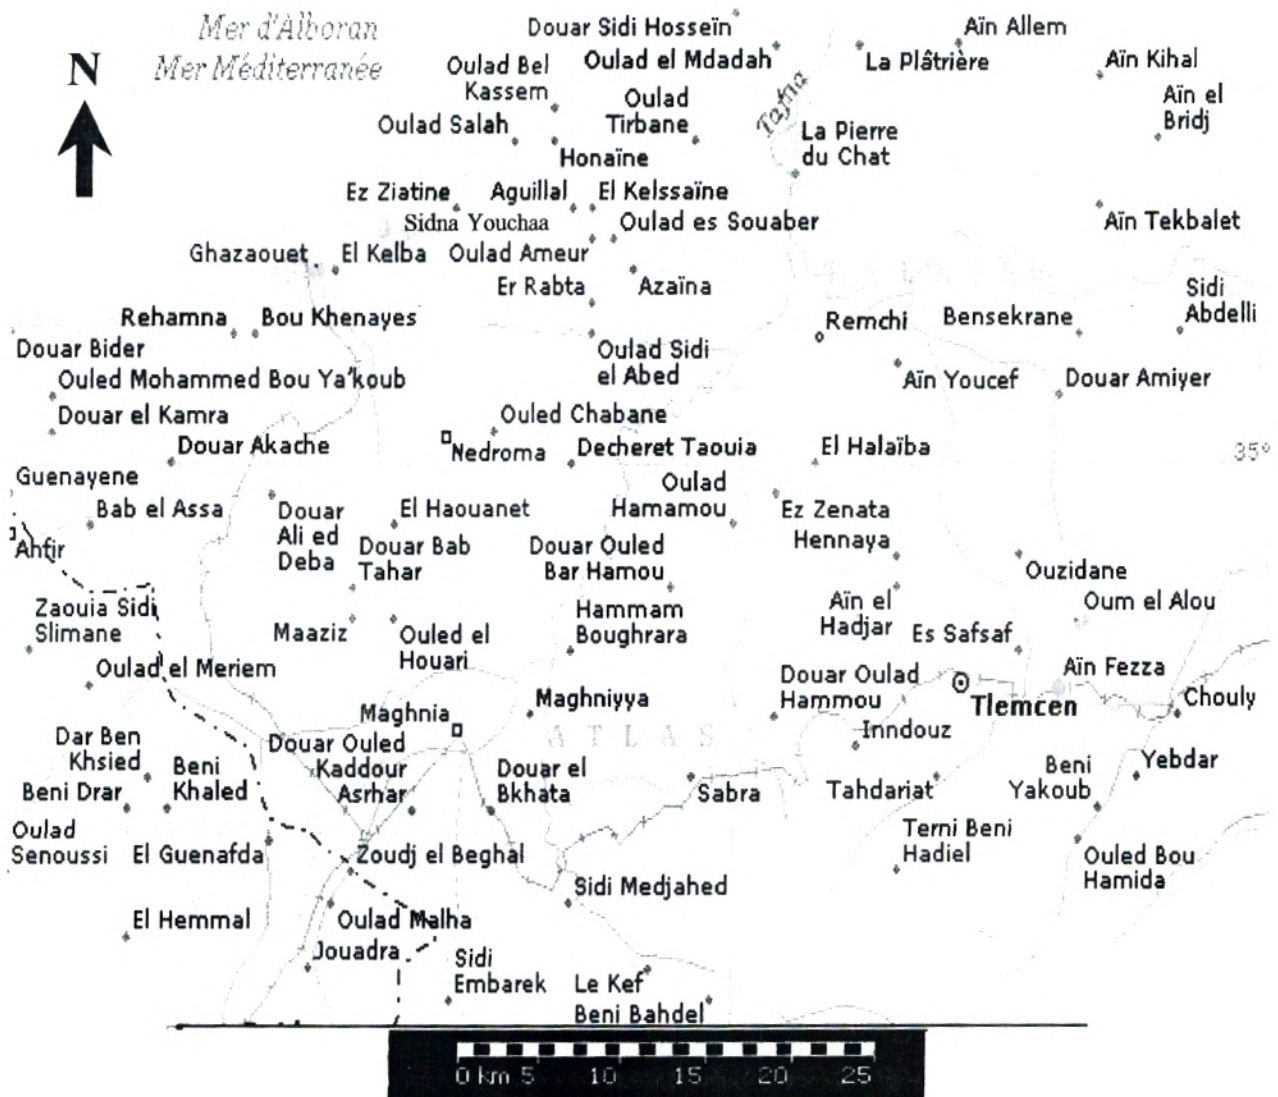 Mer d'Alboran
Mer Méditerranée
N
Douar Sidi Hosseïn
Aïn Allem
Oulad Bel
Kassem
Oulad el Mdadah
La Plâtrière
Aïn Kihal
Oulad
Tirbane
Tafna
Aïn el
Bridj
Oulad Salah
La Pierre
du Chat
Honaïne
Ez Ziatine
Aguillal
El Kelssaïne
Sidna Youchaa
Oulad es Souaber
Aïn Tekbalet
Ghazaouet
El Kelba
Oulad Ameur
Er Rabta
Azaïna
Sidi
Abdelli
Rehamna
Bou Khenayes
Remchi
Bensekrane
Douar Bider
Oulad Sidi
el Abed
Ouled Mohammed Bou Ya'koub
Aïn Youcef
Douar Amiyer
Douar el Kamra
Ouled Chabane
Douar Akache
Nedroma
Decheret Taouia
El Halaïba
35°
Guenayene
Oulad
Hamamou
Bab el Assa
Douar
Ali ed
Deba
El Haouanet
Ez Zenata
Ahfir
Douar Bab
Tahar
Douar Ouled
Bar Hamou
Hennaya
Ouzidane
Zaouia Sidi
Slimane
Hammam
Boughrara
Aïn el
Hadjar
Oum el Alou
Maaziz
Ouled el
Houari
Es Safsaf
Oulad el Meriem
Douar Oulad
Hammou
Aïn Fezza
Maghniyya
Tlemcen
Chouly
Maghnia
ATLAS
Inndouz
Dar Ben
Khsied
Beni
Khaled
Douar Ouled
Kaddour
Asrhar
Douar el
Bkhata
Yebdar
Beni Drar
Sabra
Tahdariat
Beni
Yakoub
Oulad
Senoussi
El Guenafda
Zoudj el Beghal
Terni Beni
Hadiel
Ouled Bou
Hamida
Sidi Medjahed
El Hemmal
Oulad Malha
Jouadra
Sidi
Embarek
Le Kef
Beni Bahdel
0 km 5 10 15 20 25